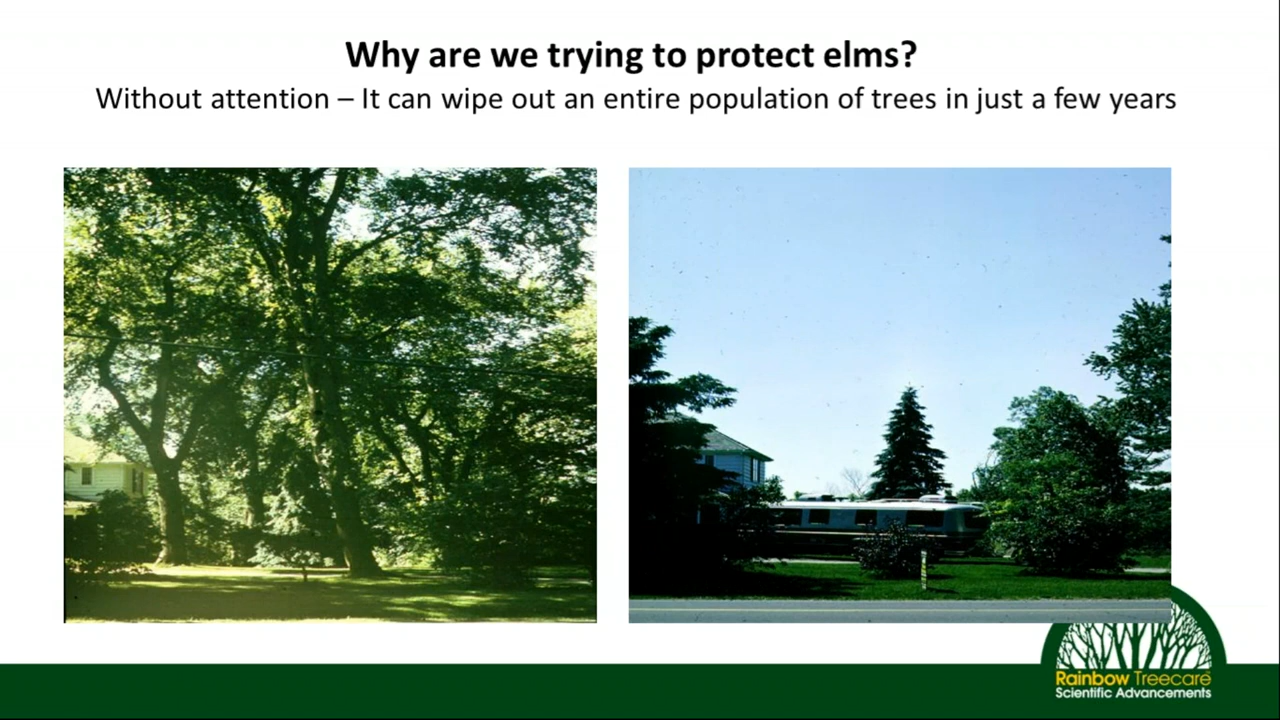 Why are we trying to protect elms?
Without attention – It can wipe out an entire population of trees in just a few years
Rainbow Treecare
Scientific Advancements